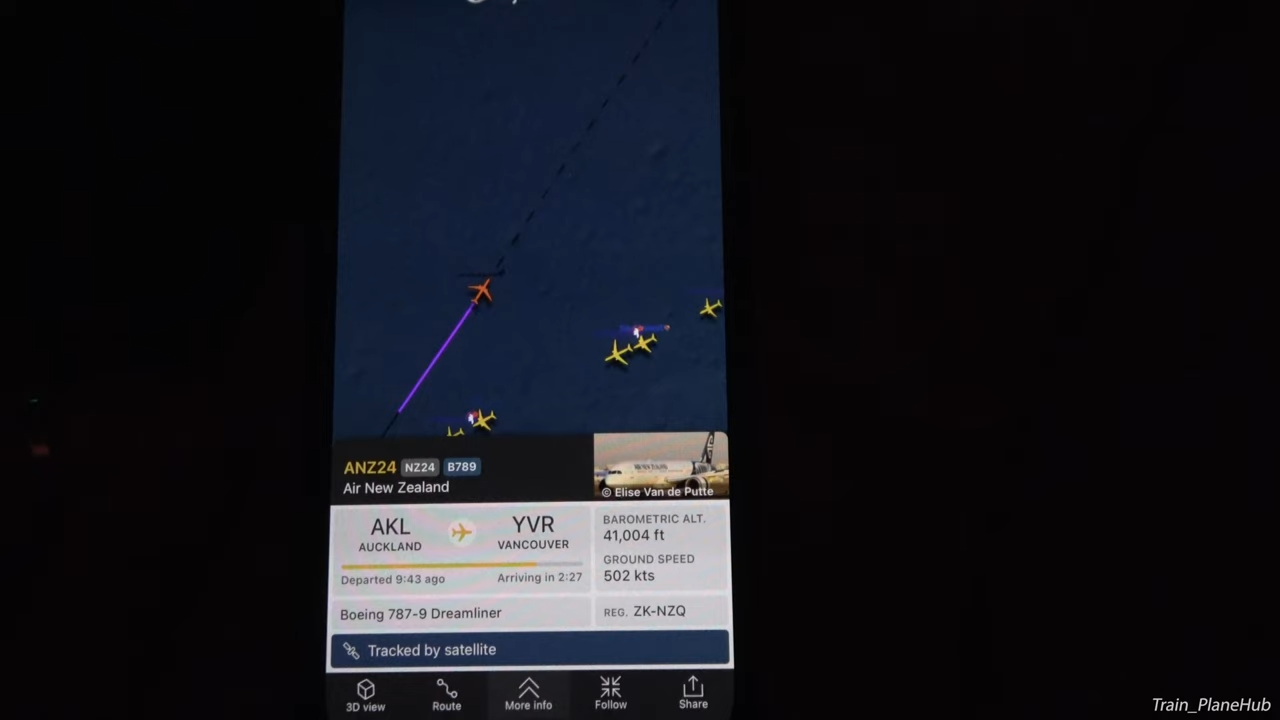 ANZ24 NZ24 B789
Air New Zealand
© Elise Van de Putte
AKL
AUCKLAND
YVR
VANCOUVER
Departed 9:43 ago
Arriving in 2:27
BAROMETRIC ALT.
41,004 ft
GROUND SPEED
502 kts
Boeing 787-9 Dreamliner
REG. ZK-NZQ
Tracked by satellite
3D view
Route
More info
Follow
Share
Train_PlaneHub